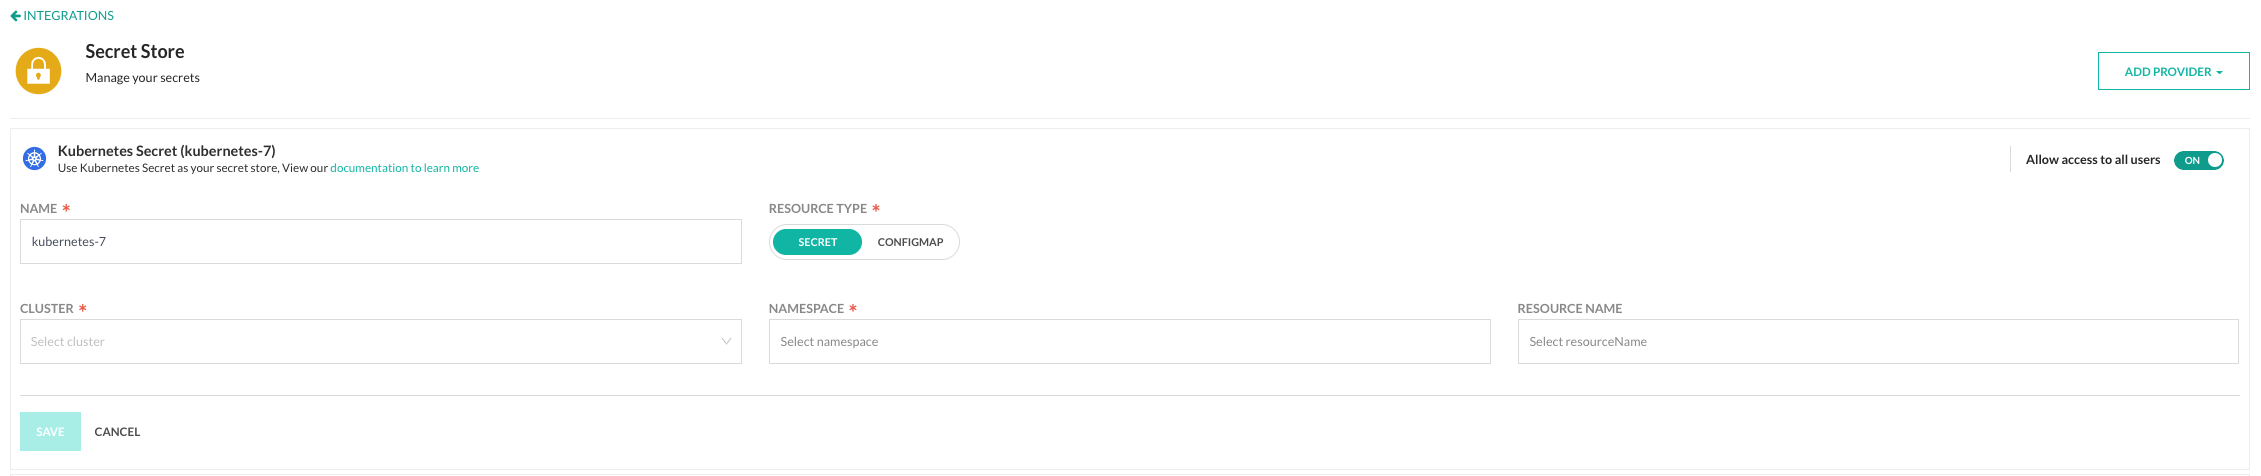 INTEGRATIONS
Secret Store
Manage your secrets
ADD PROVIDER
Kubernetes Secret (kubernetes-7)
Use Kubernetes Secret as your secret store, View our documentation to learn more
Allow access to all users ON
NAME *
RESOURCE TYPE *
kubernetes-7
SECRET CONFIGMAP
CLUSTER *
NAMESPACE *
RESOURCE NAME
Select cluster
Select namespace
Select resourceName
SAVE CANCEL